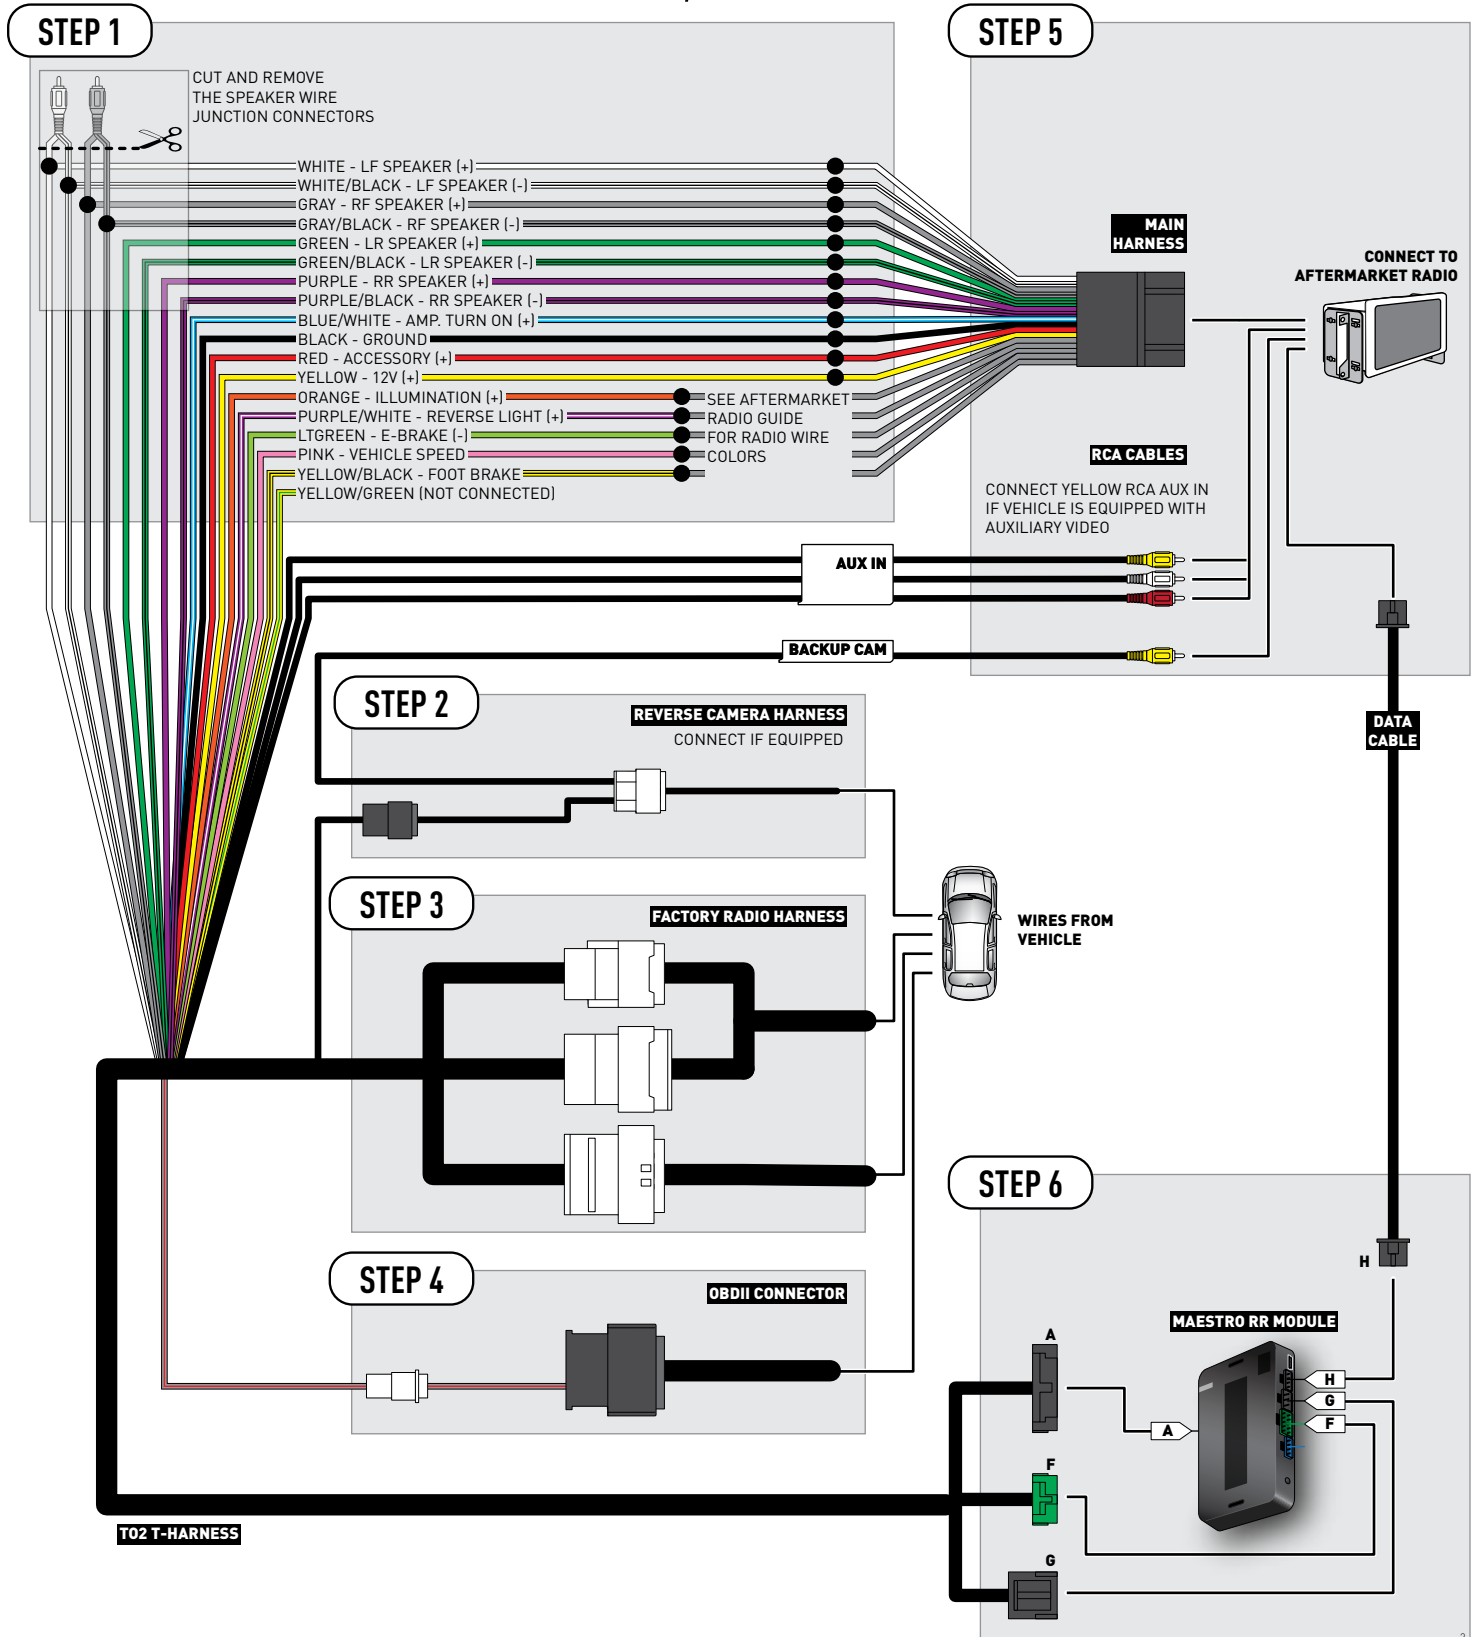 STEP 1
CUT AND REMOVE
THE SPEAKER WIRE
JUNCTION CONNECTORS
WHITE - LF SPEAKER (+)
WHITE/BLACK - LF SPEAKER (-)
GRAY - RF SPEAKER (+)
GRAY/BLACK - RF SPEAKER (-)
GREEN - LR SPEAKER (+)
GREEN/BLACK - LR SPEAKER (-)
PURPLE - RR SPEAKER (+)
PURPLE/BLACK - RR SPEAKER (-)
BLUE/WHITE - AMP. TURN ON (+)
BLACK - GROUND
RED - ACCESSORY (+)
YELLOW - 12V (+)
ORANGE - ILLUMINATION (+)
PURPLE/WHITE - REVERSE LIGHT (+)
LTGREEN - E-BRAKE (-)
PINK - VEHICLE SPEED
YELLOW/BLACK - FOOT BRAKE
YELLOW/GREEN (NOT CONNECTED)
SEE AFTERMARKET
RADIO GUIDE
FOR RADIO WIRE
COLORS
STEP 5
MAIN
HARNESS
CONNECT TO
AFTERMARKET RADIO
RCA CABLES
CONNECT YELLOW RCA AUX IN
IF VEHICLE IS EQUIPPED WITH
AUXILIARY VIDEO
AUX IN
BACKUP CAM
DATA
CABLE
STEP 2
REVERSE CAMERA HARNESS
CONNECT IF EQUIPPED
STEP 3
FACTORY RADIO HARNESS
WIRES FROM
VEHICLE
STEP 4
OBDII CONNECTOR
T02 T-HARNESS
STEP 6
H
MAESTRO RR MODULE
A
H
G
F
A
F
G